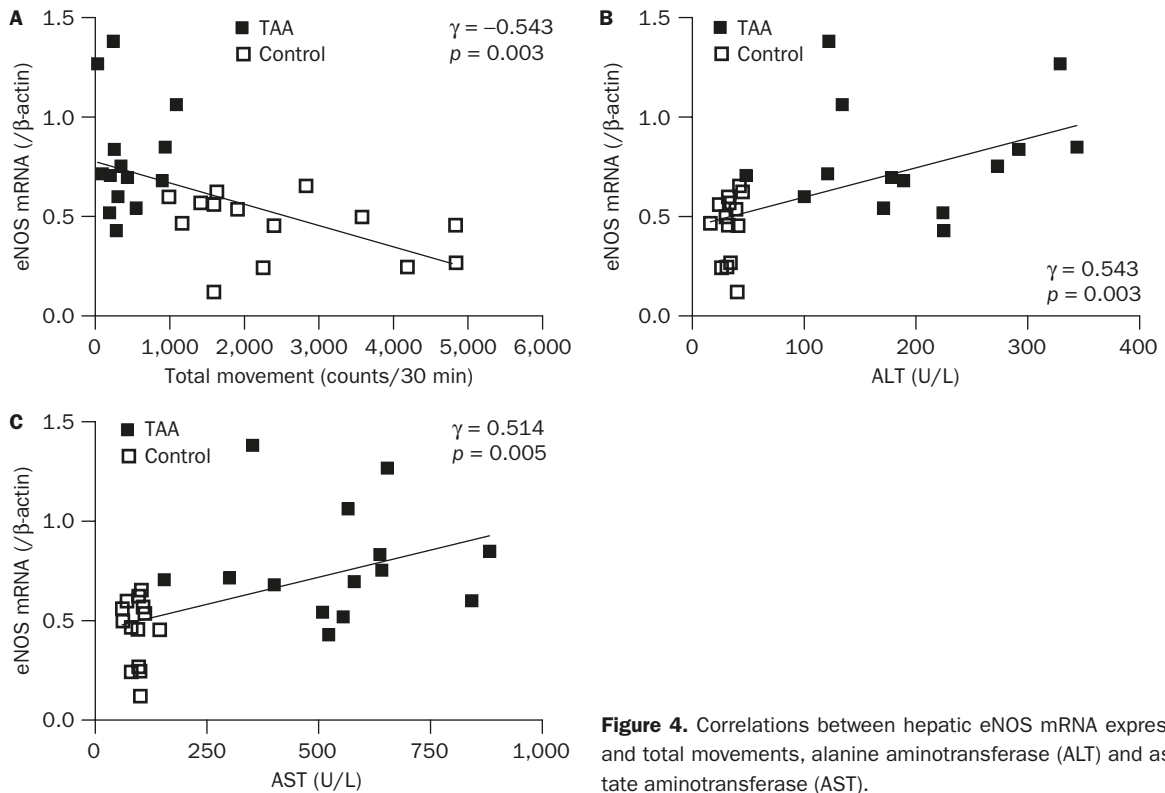 A
1.5
1.0
0.5
0.0
eNOS mRNA (/β-actin)
TAA
Control
γ = −0.543
p = 0.003
0 1,000 2,000 3,000 4,000 5,000 6,000
Total movement (counts/30 min)
B
1.5
1.0
0.5
0.0
eNOS mRNA (/β-actin)
TAA
Control
γ = 0.543
p = 0.003
0 100 200 300 400
ALT (U/L)
C
1.5
1.0
0.5
0.0
eNOS mRNA (/β-actin)
TAA
Control
γ = 0.514
p = 0.005
0 250 500 750 1,000
AST (U/L)
Figure 4. Correlations between hepatic eNOS mRNA expres
and total movements, alanine aminotransferase (ALT) and as
tate aminotransferase (AST).